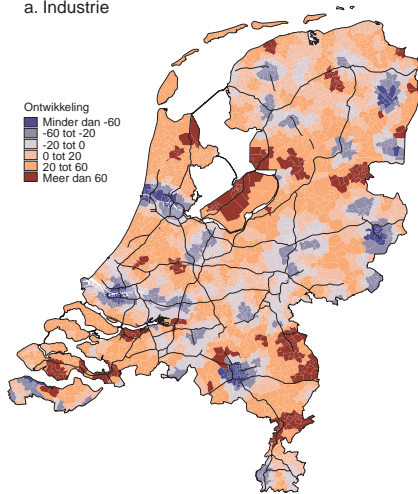 a. Industrie
Ontwikkeling
Minder dan -60
-60 tot -20
-20 tot 0
0 tot 20
20 tot 60
Meer dan 60